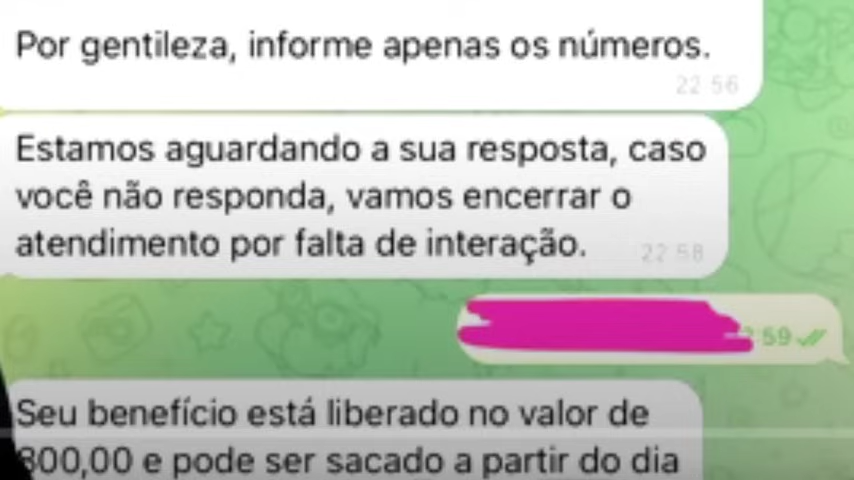 Por gentileza, informe apenas os números.
22:56
Estamos aguardando a sua resposta, caso
você não responda, vamos encerrar o
atendimento por falta de interação.
22:58
:59
Seu benefício está liberado no valor de
800,00 e pode ser sacado a partir do dia